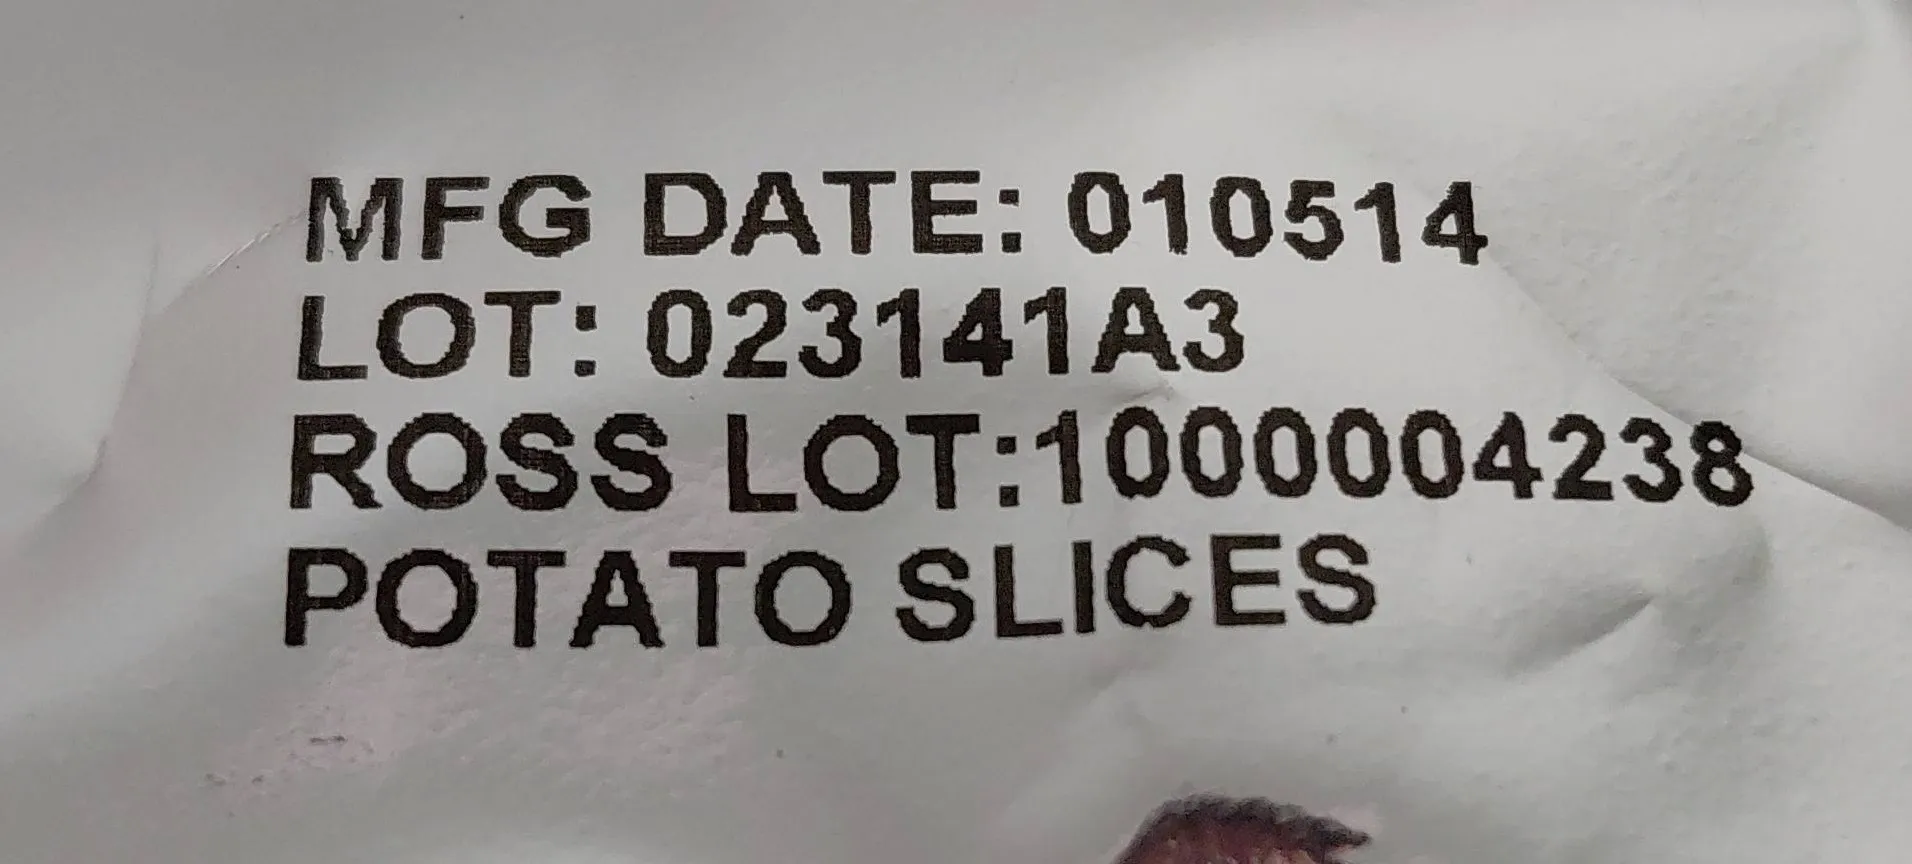 MFG DATE: 010514
LOT: 023141A3
ROSS LOT:1000004238
POTATO SLICES